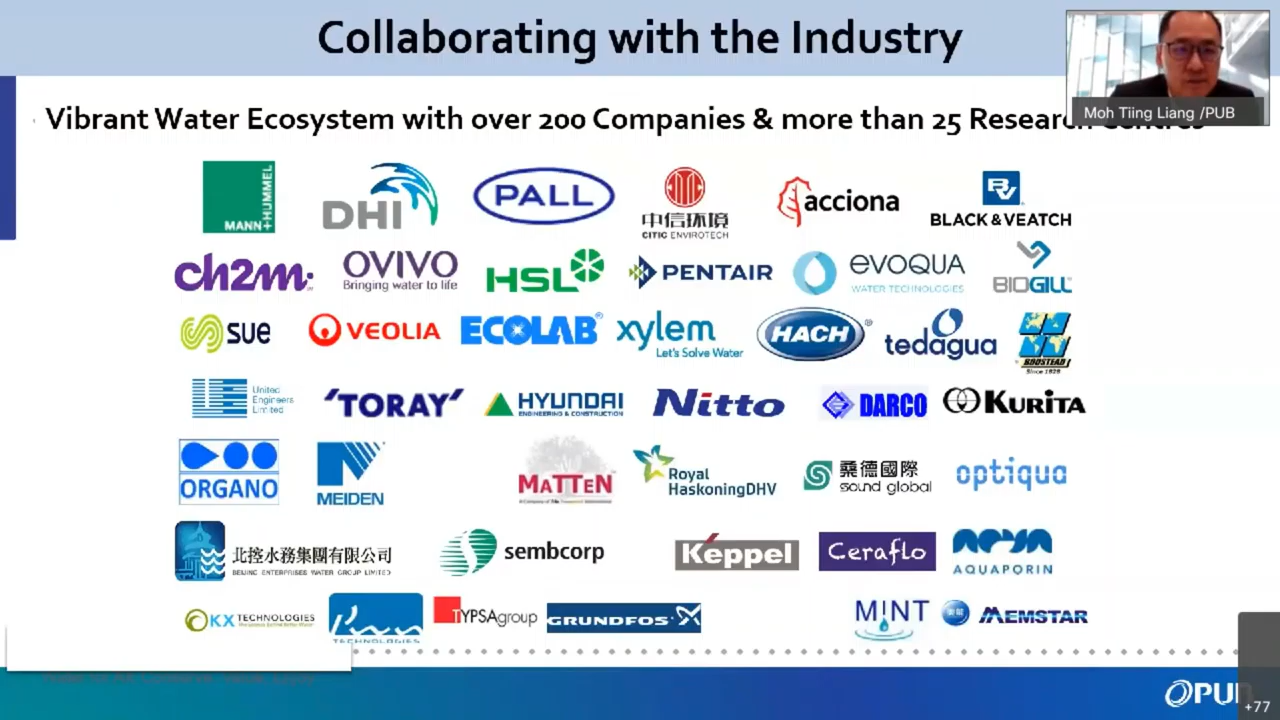 Collaborating with the Industry
Moh Tiing Liang /PUB
Vibrant Water Ecosystem with over 200 Companies & more than 25 Research Centres
MANN+HUMMEL
DHI
PALL
中信环境
CITIC ENVIROTECH
acciona
BV
BLACK & VEATCH
ch2m
OVIVO
Bringing water to life
HSL
PENTAIR
evoqua
WATER TECHNOLOGIES
BIOGILL
sue
VEOLIA
ECOLAB®
xylem
Let's Solve Water
HACH®
tedagua
BOUSTEAD
Since 1828
United
Engineers
Limited
'TORAY'
HYUNDAI
ENGINEERING & CONSTRUCTION
Nitto
DARCO
KURITA
ORGANO
MEIDEN
MATTEN
Royal
HaskoningDHV
桑德國際
sound global
optiqua
北控水務集團有限公司
BEIJING ENTERPRISES WATER GROUP LIMITED
sembcorp
Keppel
Ceraflo
AQUAPORIN
KX TECHNOLOGIES
TECHNOLOGIES
TYPSAgroup
GRUNDFOS
MINT
MEMSTAR
PUB
+77